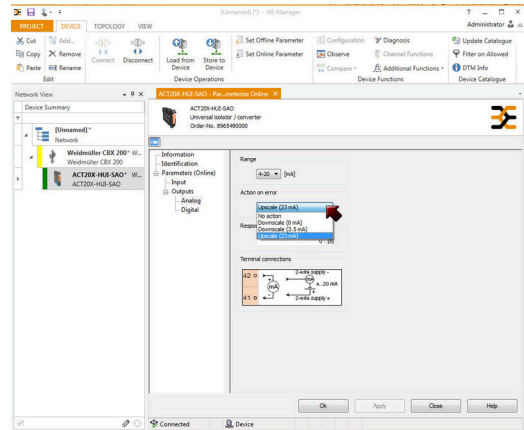 [Unnamed] (*) - WI-Manager
PROJECT DEVICE TOPOLOGY VIEW
Administrator
Cut Add...
Copy Remove
Paste Rename
Edit
Connect Disconnect
Load from Device Store to Device
Set Offline Parameter
Set Online Parameter
Device Operations
Configuration Diagnosis
Observe Channel Functions
Compare Additional Functions
Device Functions
Update Catalogue
Filter on Allowed
DTM Info
Device Catalogue
Network View
Device Summary
[Unnamed]*
Network
Weidmüller CBX 200* W...
Weidmüller CBX 200
ACT20X-HUI-SAO* W...
ACT20X-HUI-SAO
ACT20X-HUI-SAO - Par...meterise Online
ACT20X-HUI-SAO
Universal isolator / converter
Order-No. 8965490000
Information
Identification
Parameters (Online)
Input
Outputs
Analog
Digital
Range
4-20 [mA]
Action on error
Upscale (23 mA)
No action
Downscale (0 mA)
Downscale (3.5 mA)
Upscale (23 mA)
Respo
0 [s]
Terminal connections
2-wire supply -
42
mA
4...20 mA
41
2-wire supply +
Ok Apply Close Help
Connected Device